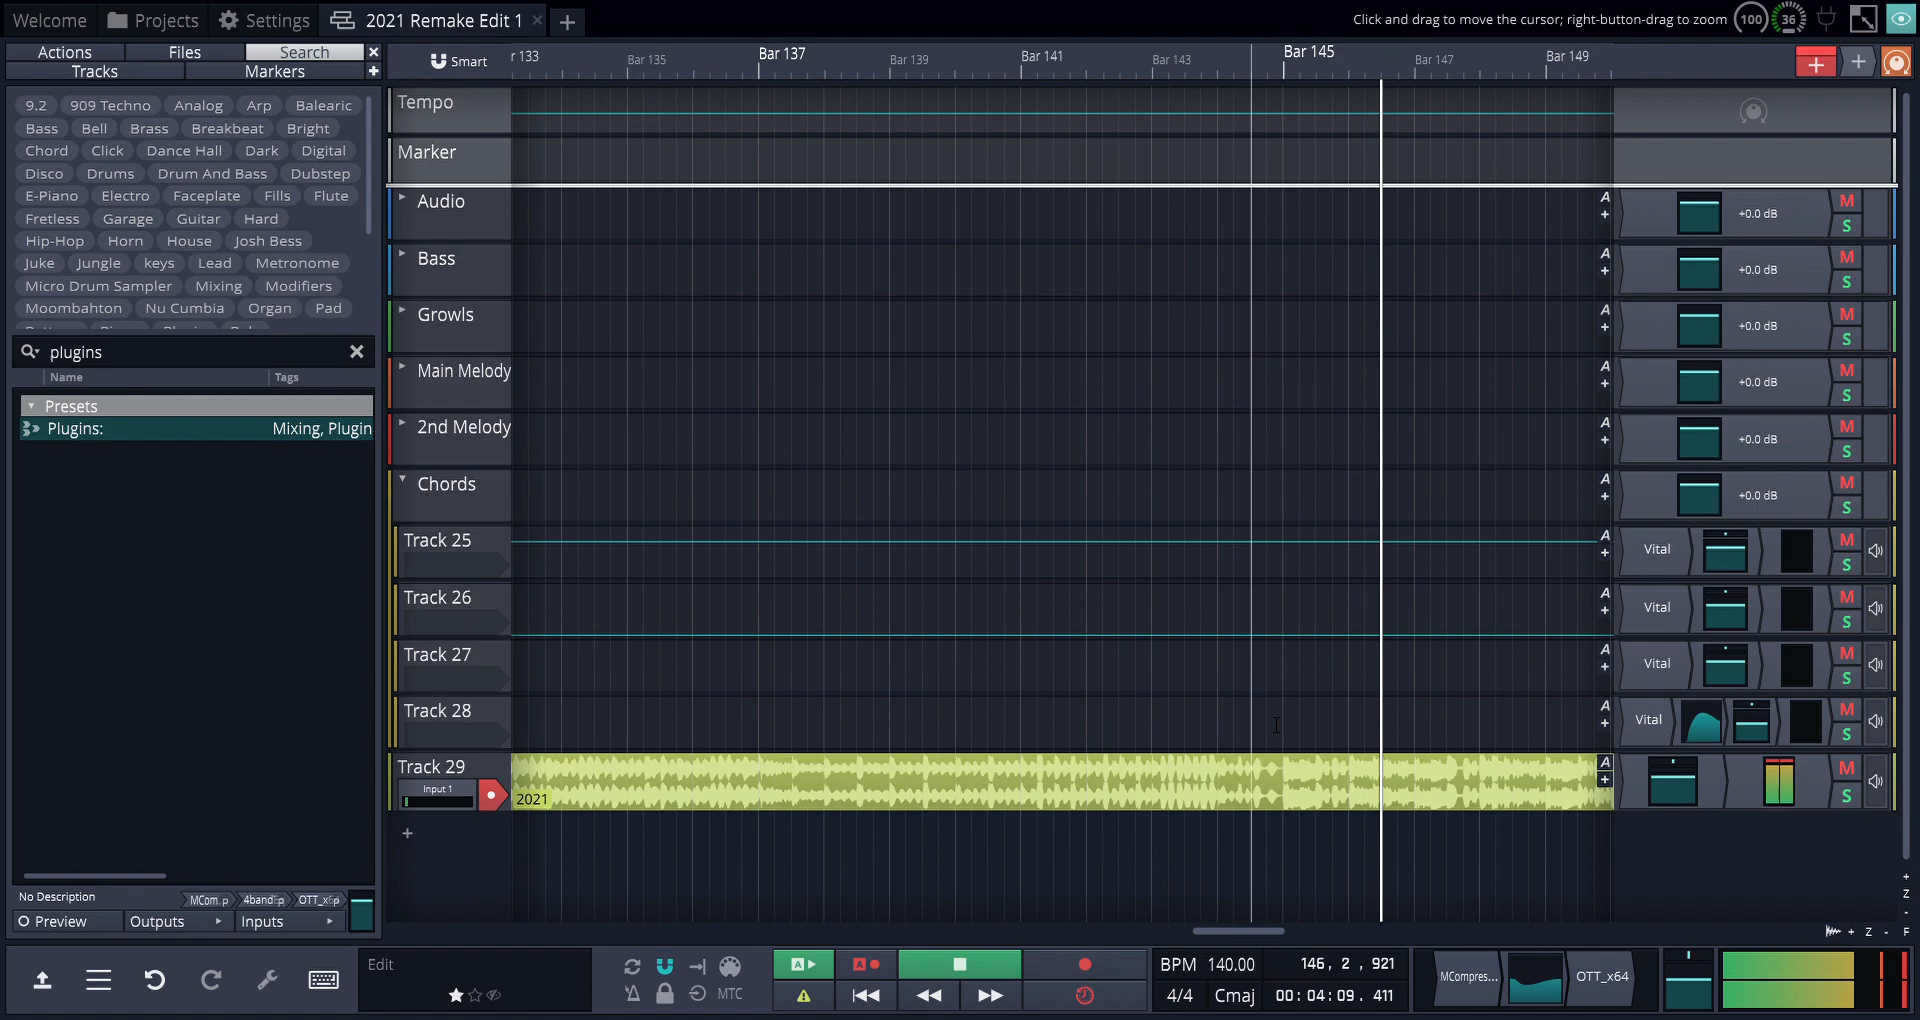 Welcome Projects Settings 2021 Remake Edit 1 × +
Click and drag to move the cursor; right-button-drag to zoom 100 36
Actions Files Search
Tracks Markers
Smart
r 133 Bar 135 Bar 137 Bar 139 Bar 141 Bar 143 Bar 145 Bar 147 Bar 149
9.2 909 Techno Analog Arp Balearic
Bass Bell Brass Breakbeat Bright
Chord Click Dance Hall Dark Digital
Disco Drums Drum And Bass Dubstep
E-Piano Electro Faceplate Fills Flute
Fretless Garage Guitar Hard
Hip-Hop Horn House Josh Bess
Juke Jungle keys Lead Metronome
Micro Drum Sampler Mixing Modifiers
Moombahton Nu Cumbia Organ Pad
plugins
Name Tags
Presets
Plugins: Mixing, Plugin
No Description MCom. 4band OTT_x
Preview Outputs Inputs
Tempo
Marker
Audio A + +0.0 dB M S
Bass A + +0.0 dB M S
Growls A + +0.0 dB M S
Main Melody A + +0.0 dB M S
2nd Melody A + +0.0 dB M S
Chords A + +0.0 dB M S
Track 25 A + Vital M S
Track 26 A + Vital M S
Track 27 A + Vital M S
Track 28 A + Vital M S
Track 29 A + M S
Input 1
2021
+
+ Z -
+ Z - F
Edit
MTC
A A
BPM 140.00 146, 2, 921
4/4 Cmaj 00: 04: 09. 411
MCompres... OTT_x64